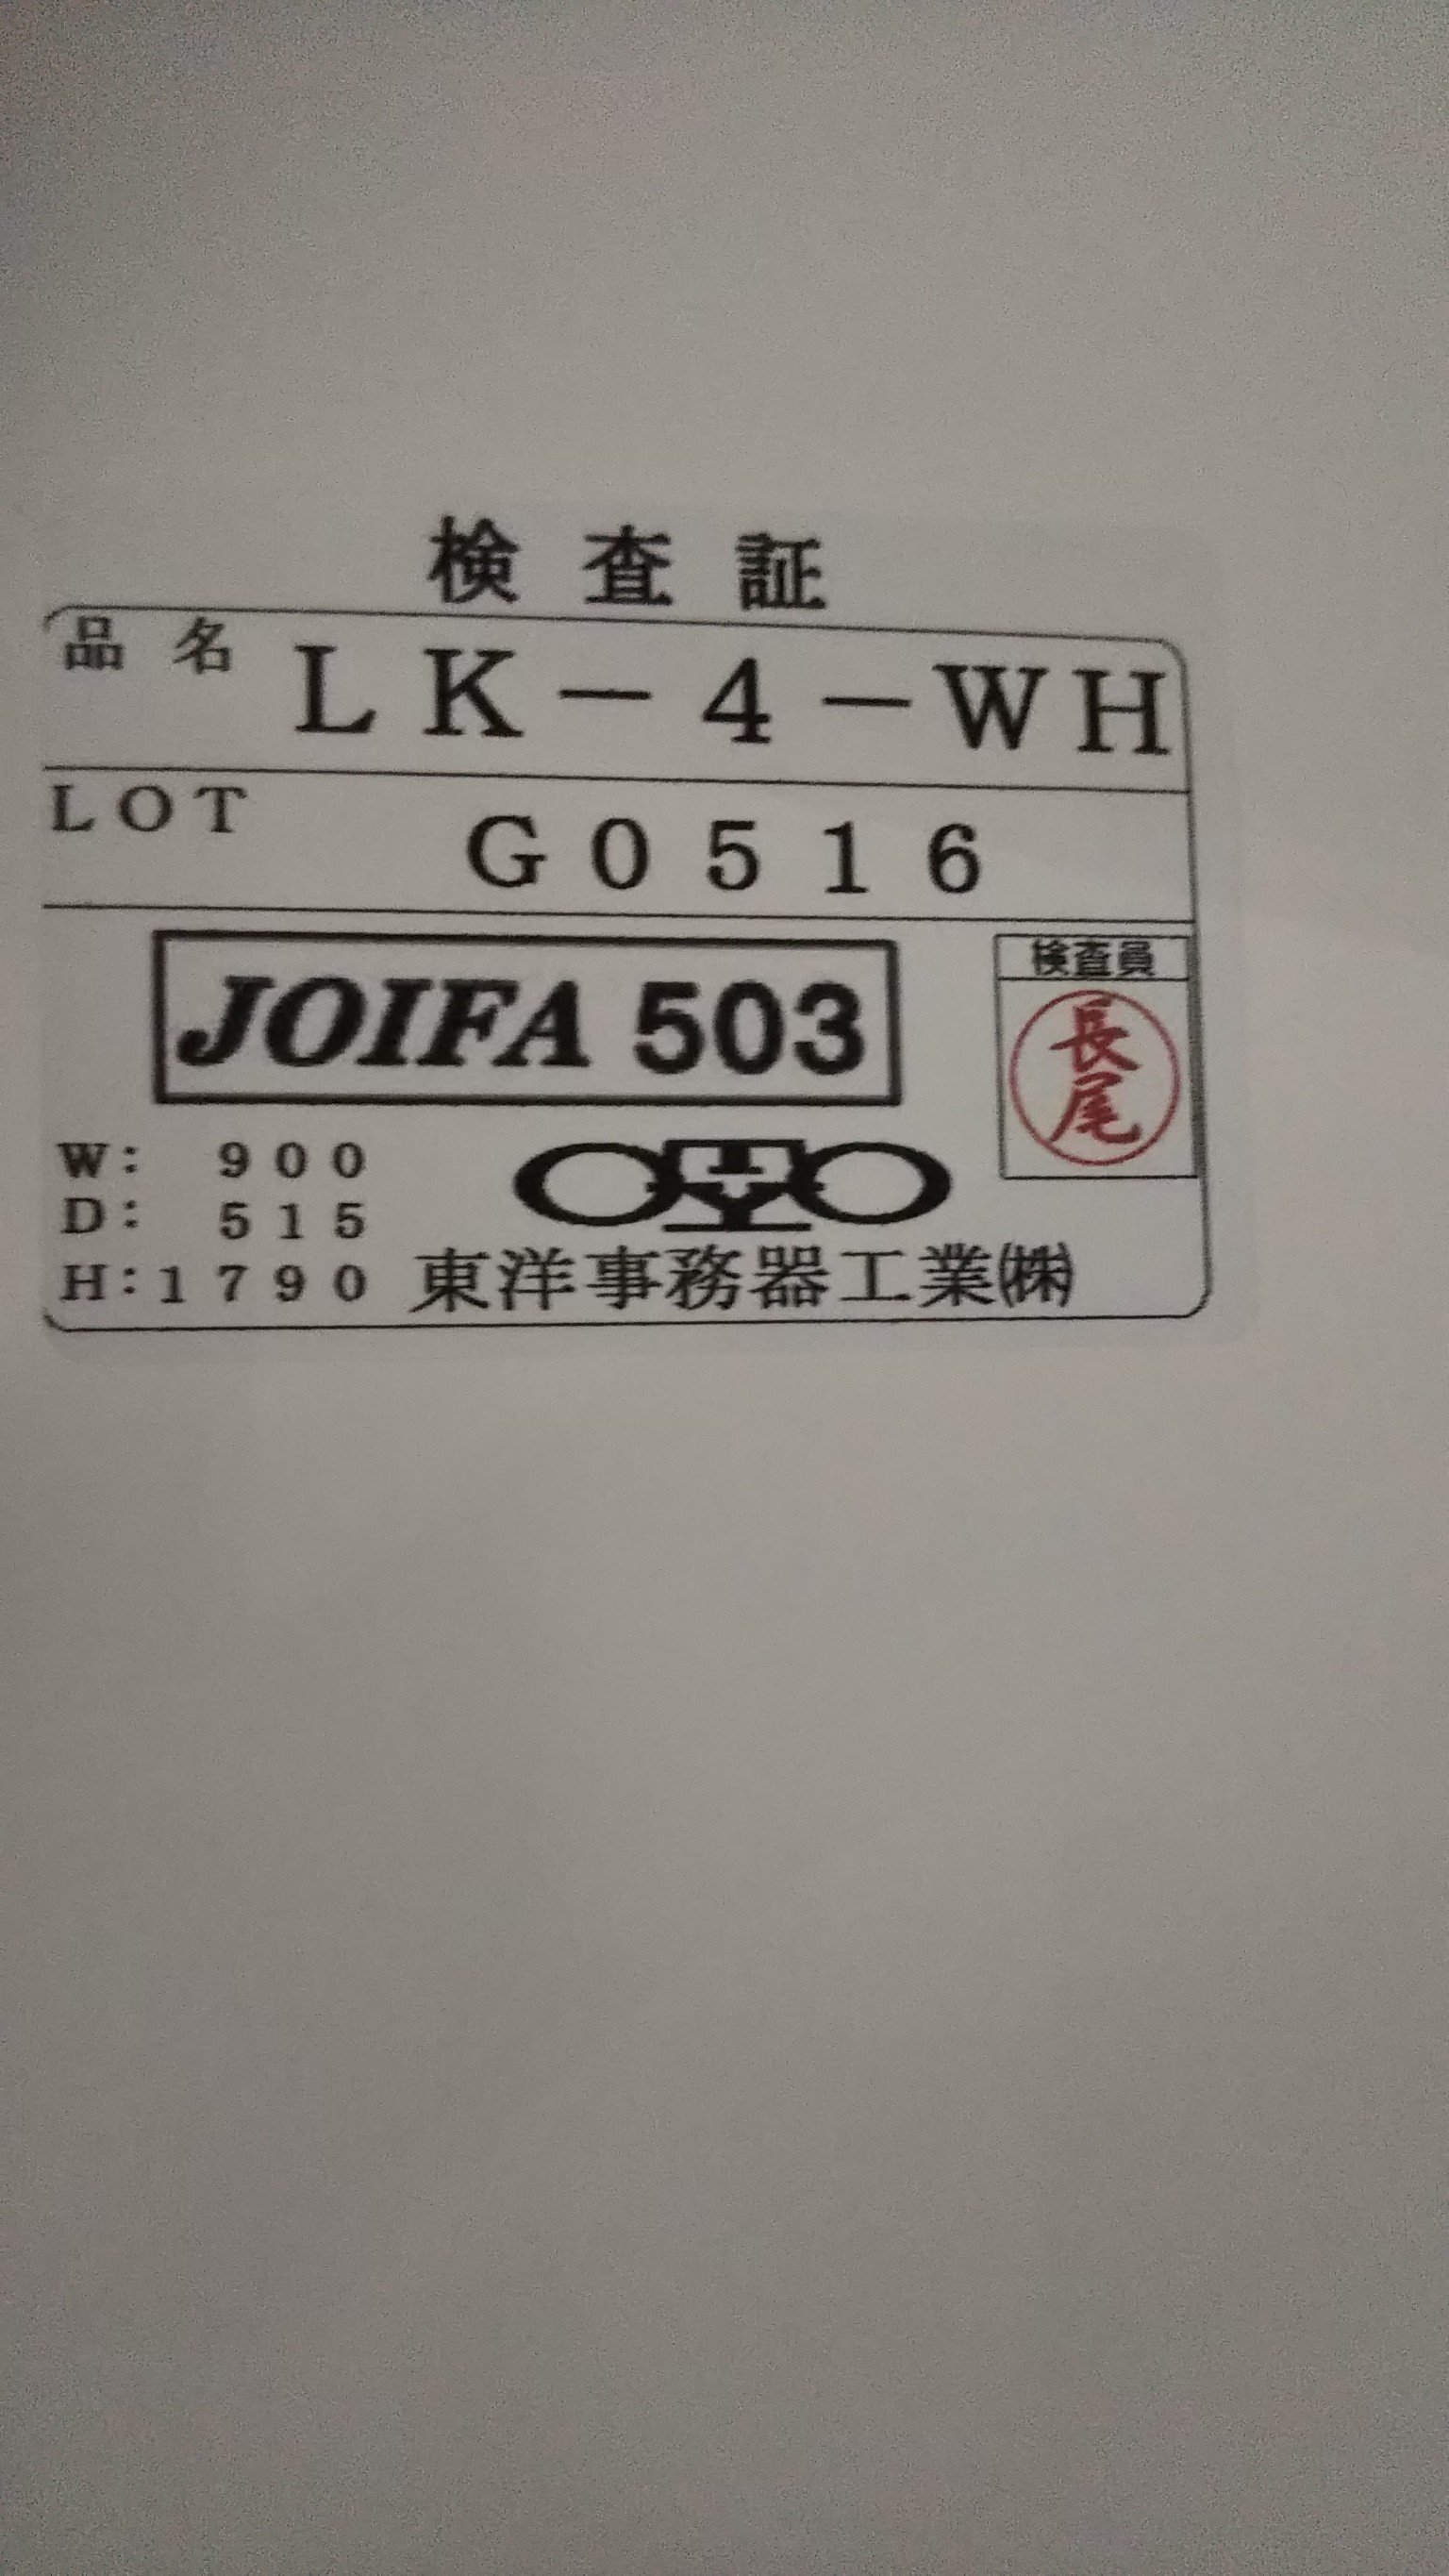 検査証
品名 LK-4-WH
LOT G0516
JOIFA 503
検査員
長尾
W: 900
D: 515
H:1790
TOYO
東洋事務器工業㈱